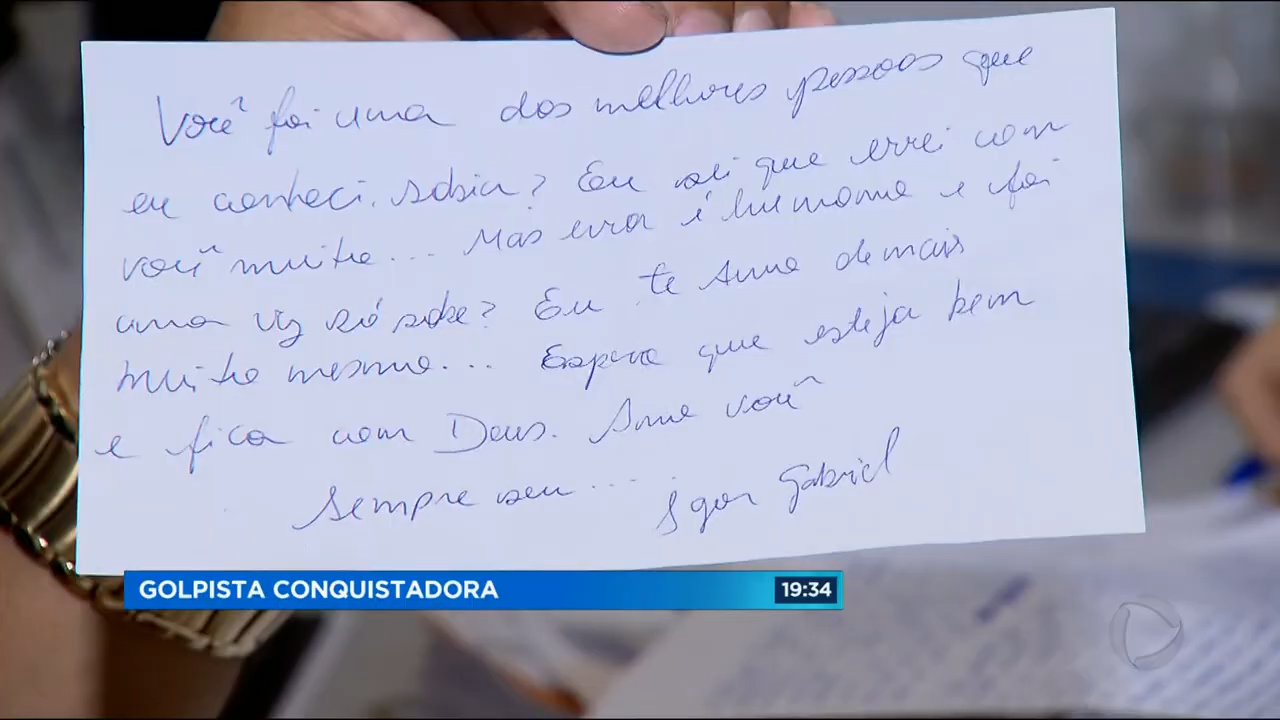 Você foi uma das melhores pessoas que
eu conheci, sabia? Eu sei que errei com
você muito... Mas errar é humano e foi
uma vez só sabe? Eu te Amo demais
muito mesmo... Espero que esteja bem
e fica com Deus. Amo você
Sempre seu... Igor Gabriel
GOLPISTA CONQUISTADORA
19:34